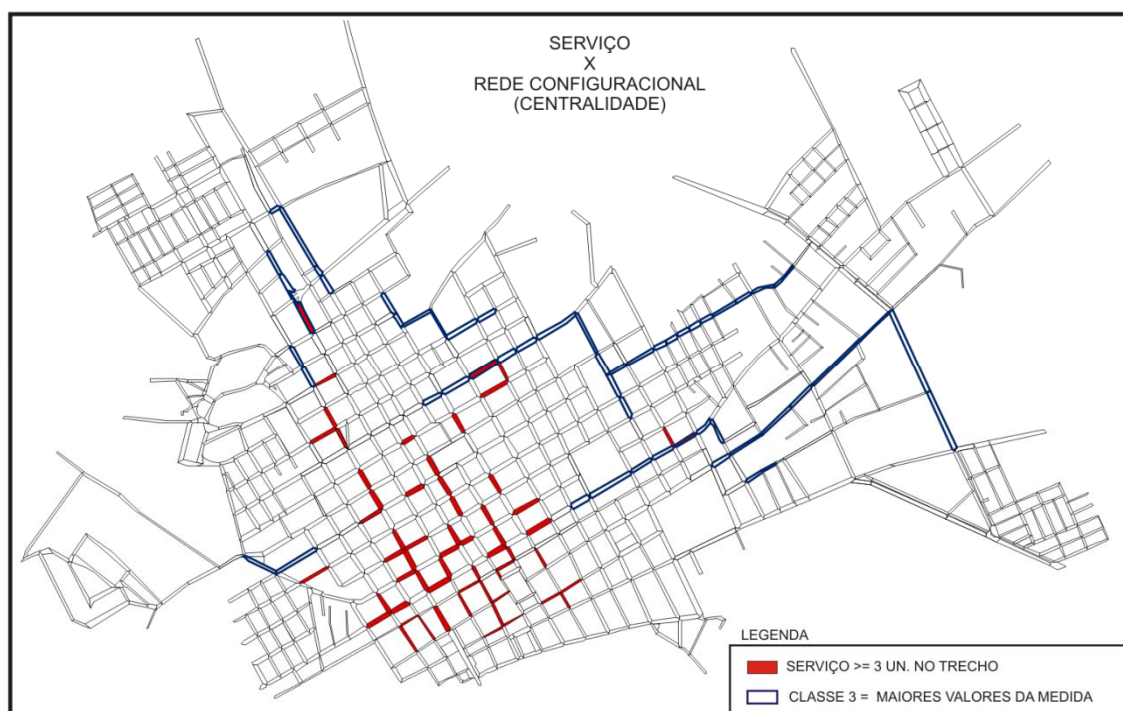 SERVIÇO
X
REDE CONFIGURACIONAL
(CENTRALIDADE)
LEGENDA
SERVIÇO >= 3 UN. NO TRECHO
CLASSE 3 = MAIORES VALORES DA MEDIDA